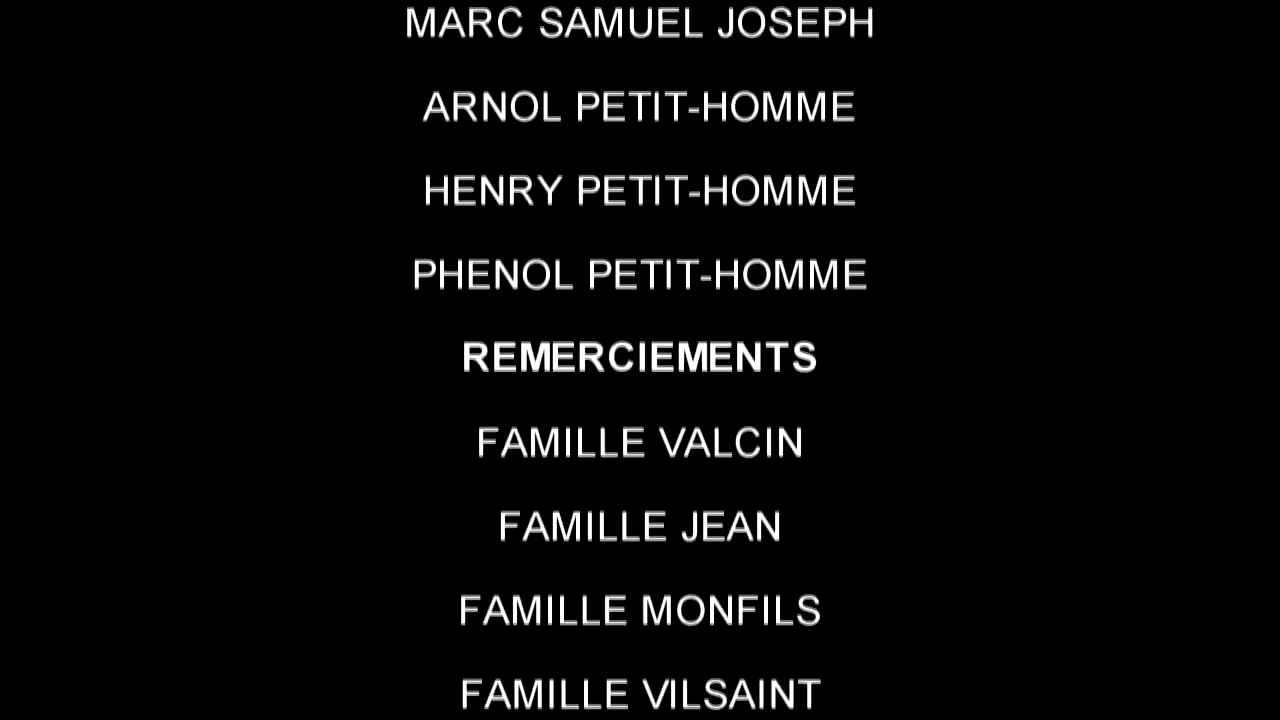 MARC SAMUEL JOSEPH
ARNOL PETIT-HOMME
HENRY PETIT-HOMME
PHENOL PETIT-HOMME
REMERCIEMENTS
FAMILLE VALCIN
FAMILLE JEAN
FAMILLE MONFILS
FAMILLE VILSAINT